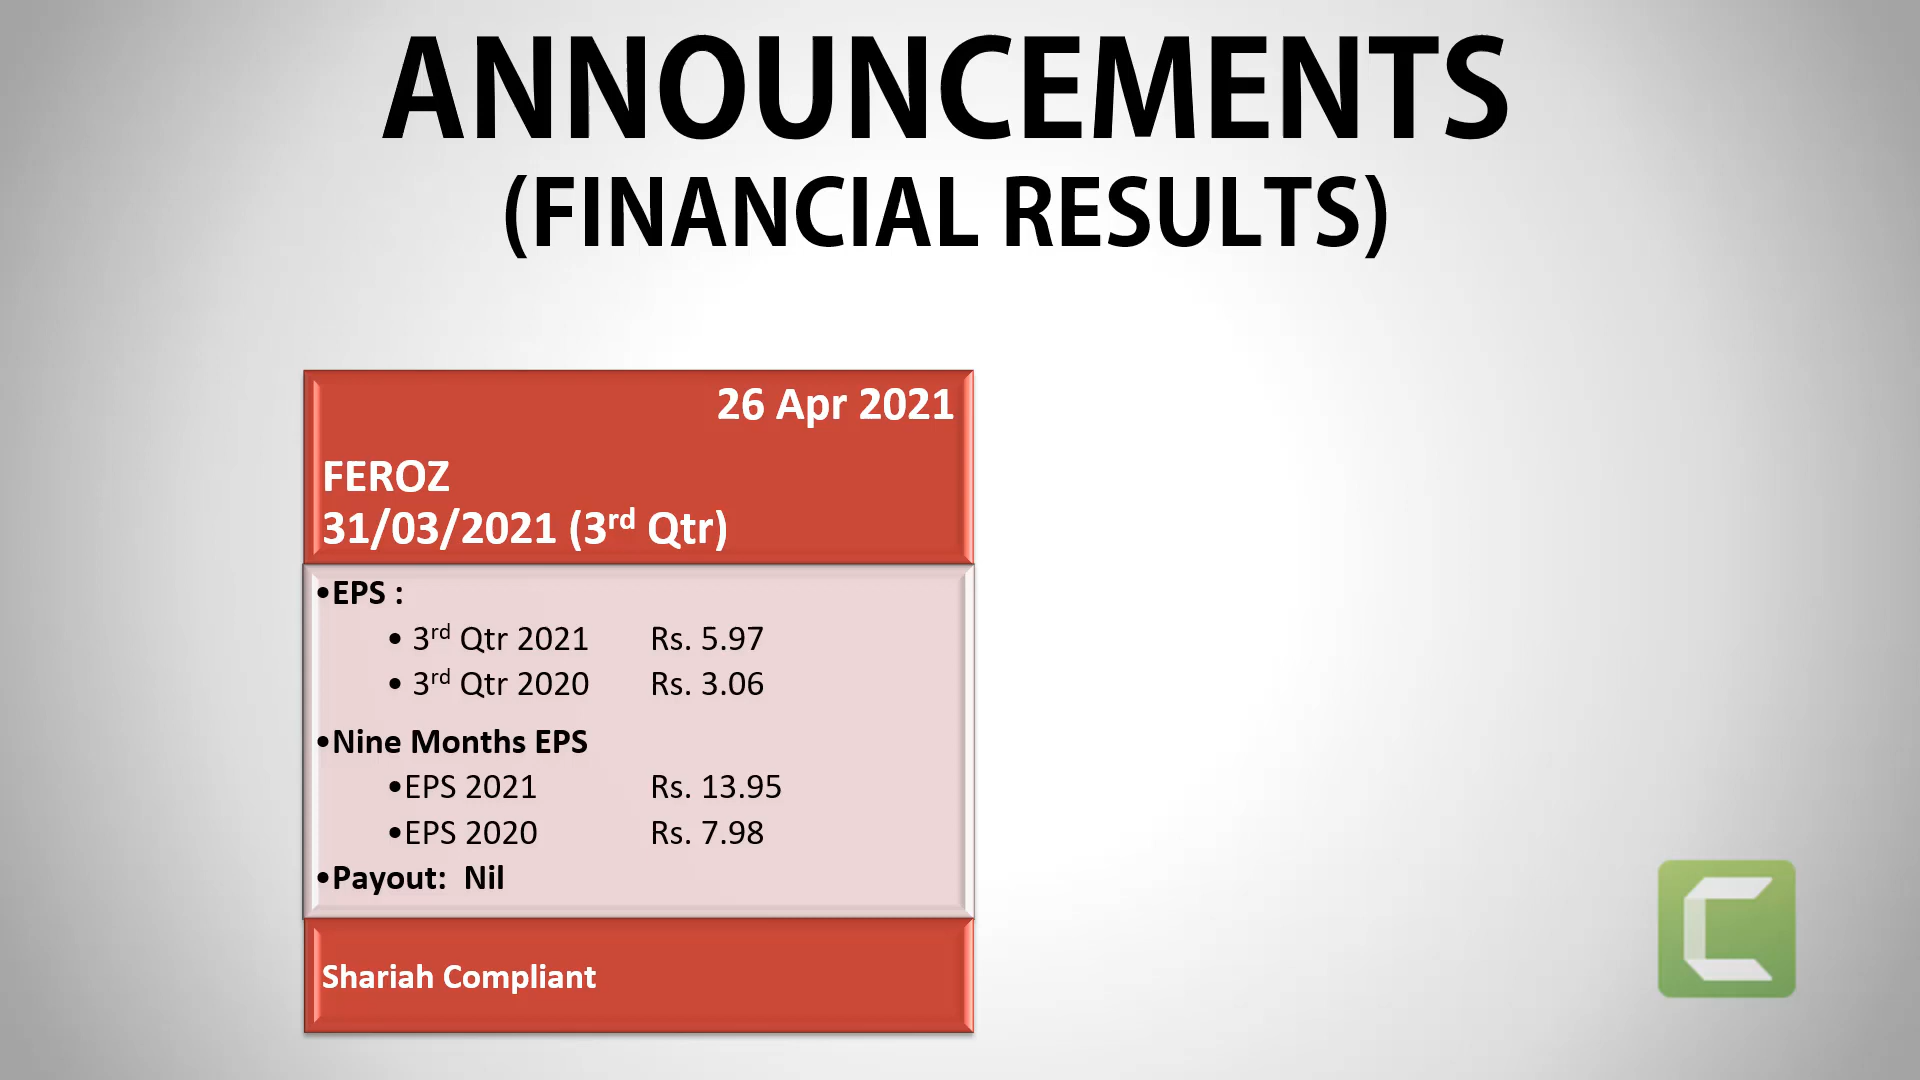 ANNOUNCEMENTS
(FINANCIAL RESULTS)
26 Apr 2021
FEROZ
31/03/2021 (3rd Qtr)
•EPS :
• 3rd Qtr 2021 Rs. 5.97
• 3rd Qtr 2020 Rs. 3.06
•Nine Months EPS
•EPS 2021 Rs. 13.95
•EPS 2020 Rs. 7.98
•Payout: Nil
Shariah Compliant